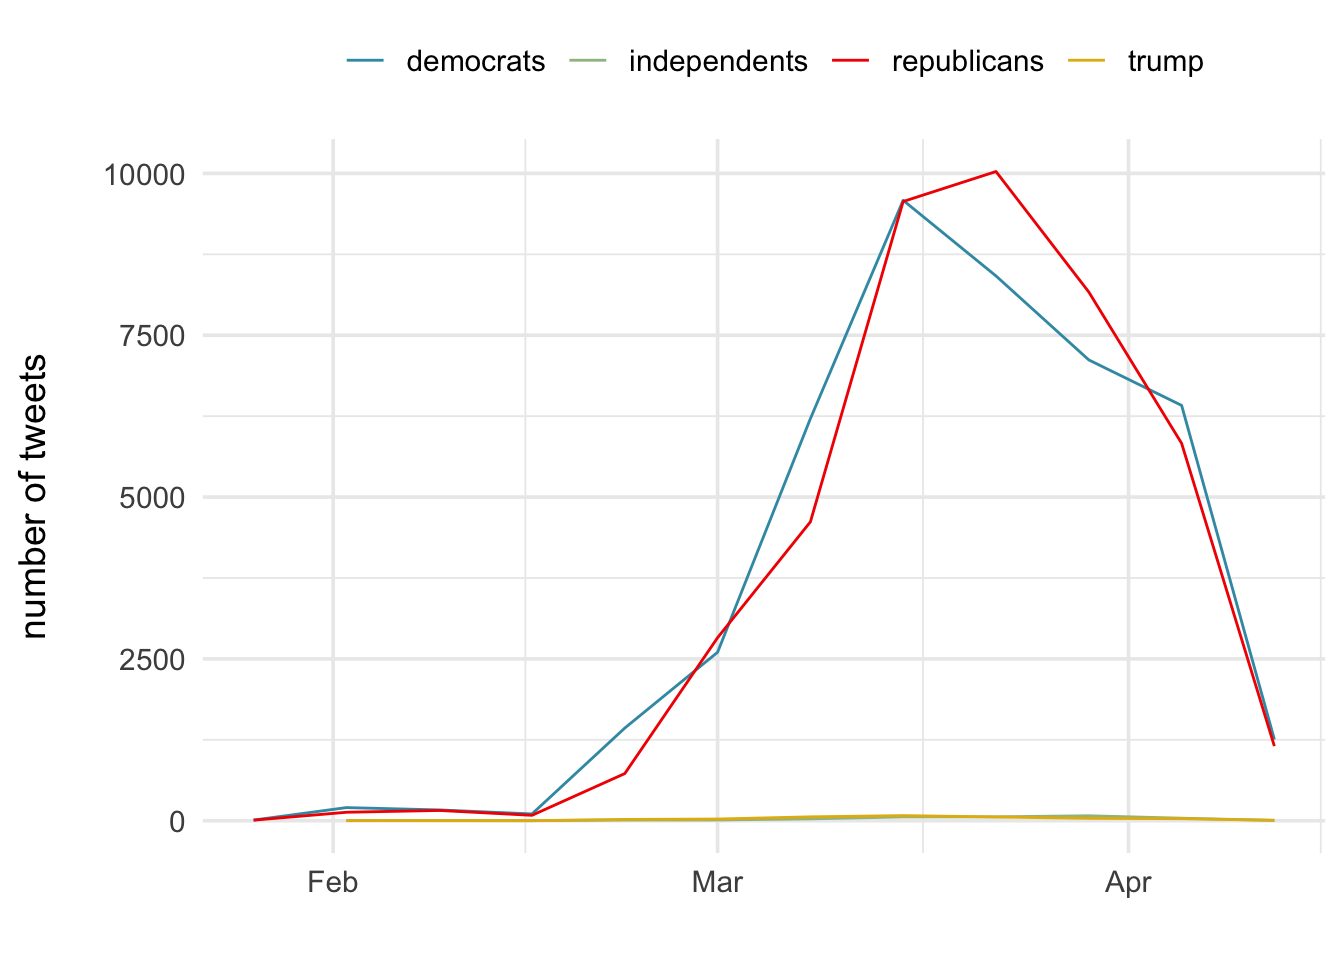 democrats independents republicans trump
10000
7500
5000
2500
0
number of tweets
Feb Mar Apr